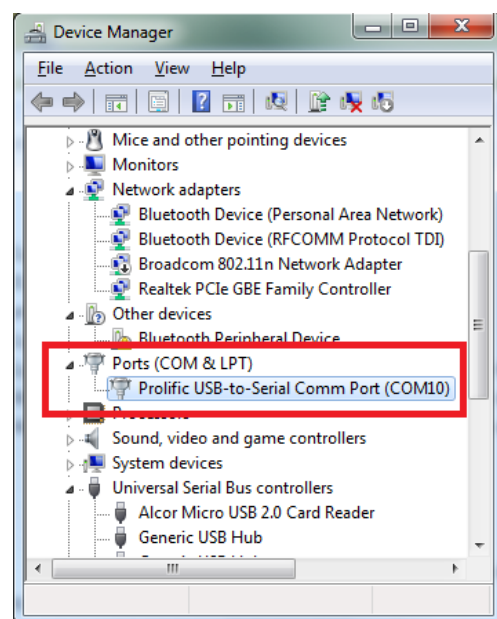 Device Manager
File Action View Help
Mice and other pointing devices
Monitors
Network adapters
Bluetooth Device (Personal Area Network)
Bluetooth Device (RFCOMM Protocol TDI)
Broadcom 802.11n Network Adapter
Realtek PCIe GBE Family Controller
Other devices
Bluetooth Peripheral Device
Ports (COM & LPT)
Prolific USB-to-Serial Comm Port (COM10)
Processors
Sound, video and game controllers
System devices
Universal Serial Bus controllers
Alcor Micro USB 2.0 Card Reader
Generic USB Hub